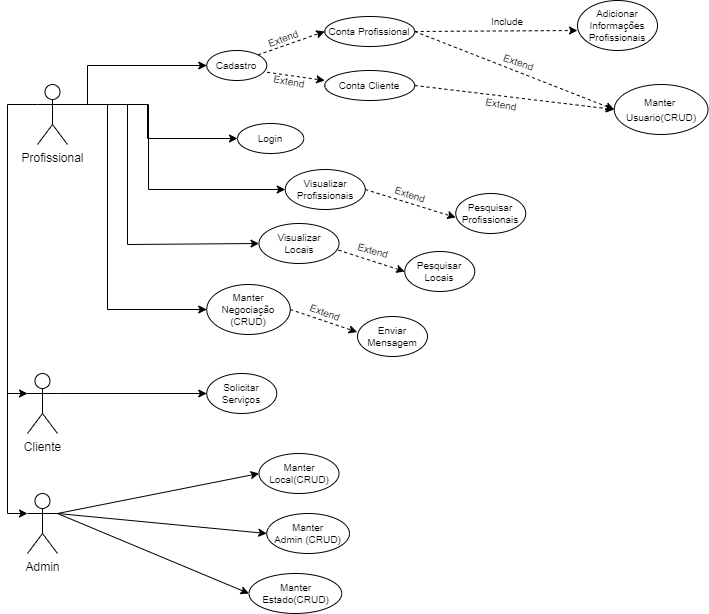 Adicionar
Informações
Profissionais
Include
Conta Profissional
Extend
Cadastro
Extend
Extend
Conta Cliente
Extend
Manter
Usuario(CRUD)
Profissional
Login
Visualizar
Profissionais
Extend
Pesquisar
Profissionais
Visualizar
Locais
Extend
Pesquisar
Locais
Manter
Negociação
(CRUD)
Extend
Enviar
Mensagem
Cliente
Solicitar
Serviços
Manter
Local(CRUD)
Admin
Manter
Admin (CRUD)
Manter
Estado(CRUD)